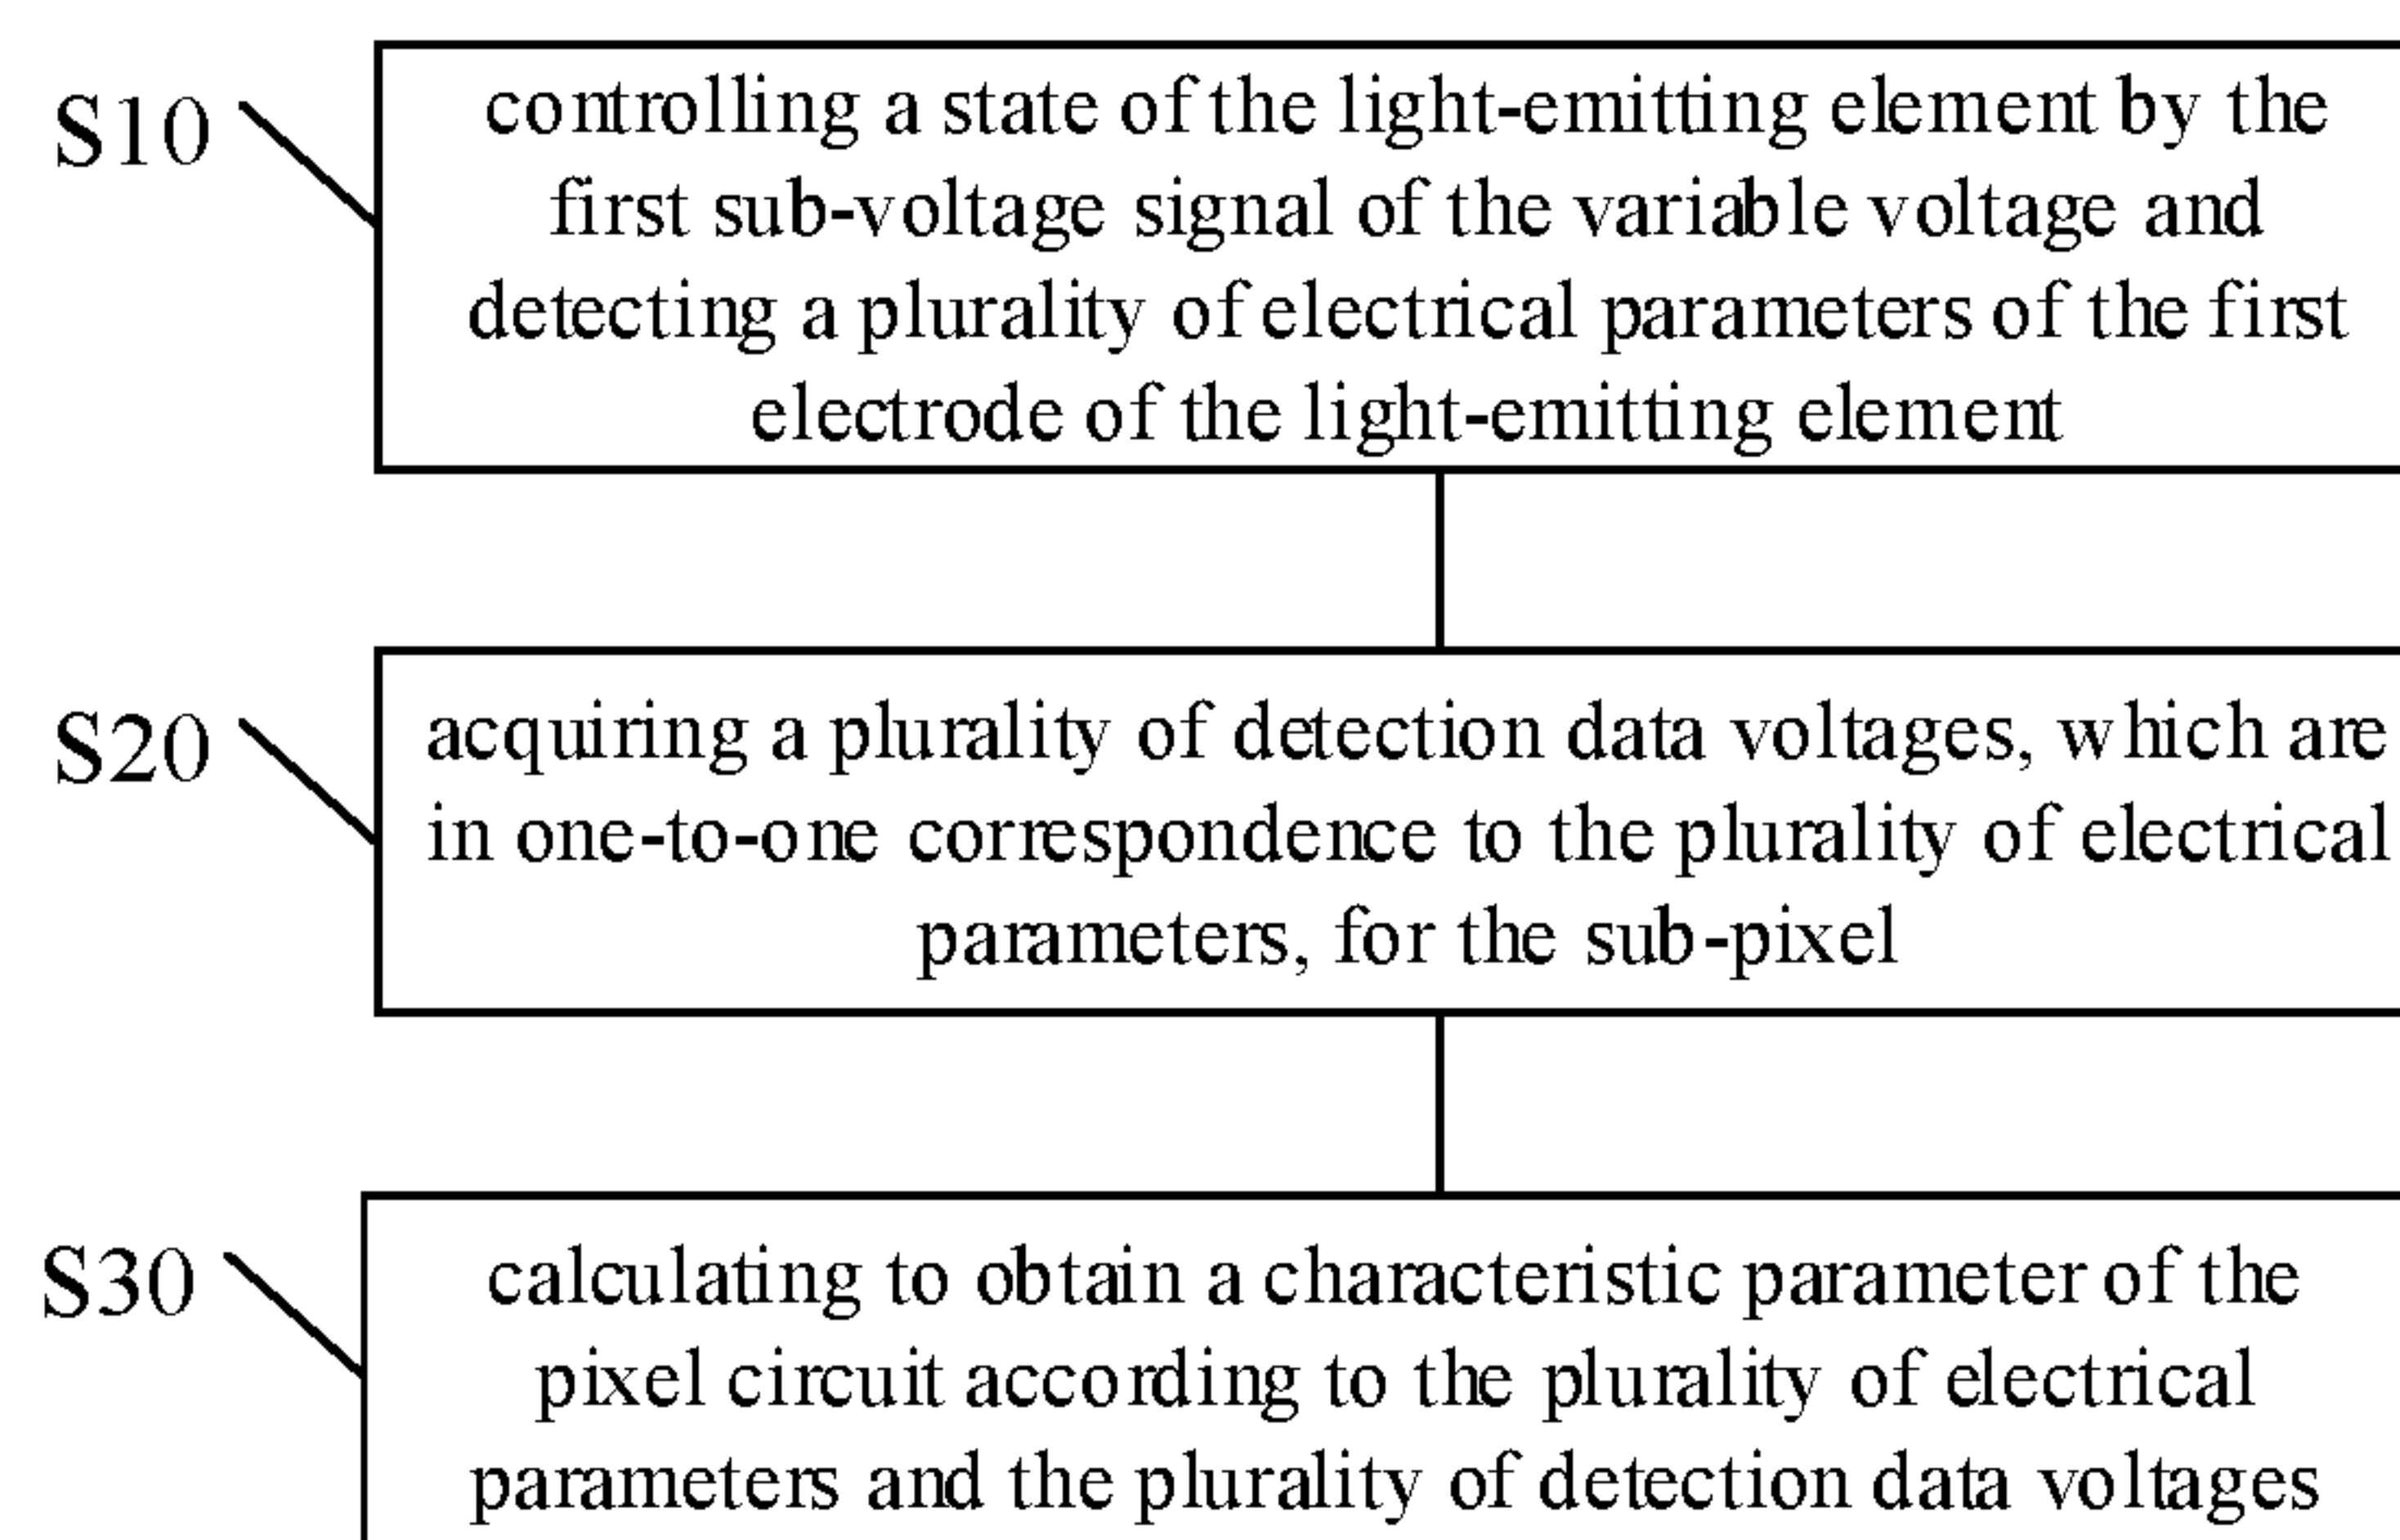 S10
controlling a state of the light-emitting element by the
first sub-voltage signal of the variable voltage and
detecting a plurality of electrical parameters of the first
electrode of the light-emitting element
S20
acquiring a plurality of detection data voltages, which are
in one-to-one correspondence to the plurality of electrical
parameters, for the sub-pixel
S30
calculating to obtain a characteristic parameter of the
pixel circuit according to the plurality of electrical
parameters and the plurality of detection data voltages